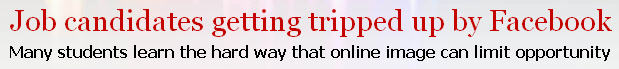 Job candidates getting tripped up by Facebook
Many students learn the hard way that online image can limit opportunity